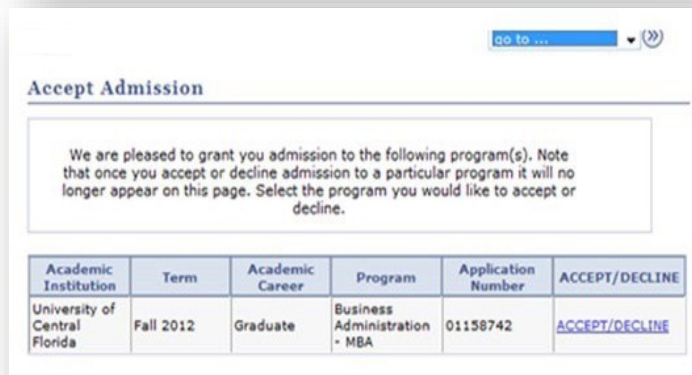 go to ...
Accept Admission
We are pleased to grant you admission to the following program(s). Note
that once you accept or decline admission to a particular program it will no
longer appear on this page. Select the program you would like to accept or
decline.
Academic Institution Term Academic Career Program Application Number ACCEPT/DECLINE
University of Central Florida Fall 2012 Graduate Business Administration - MBA 01158742 ACCEPT/DECLINE